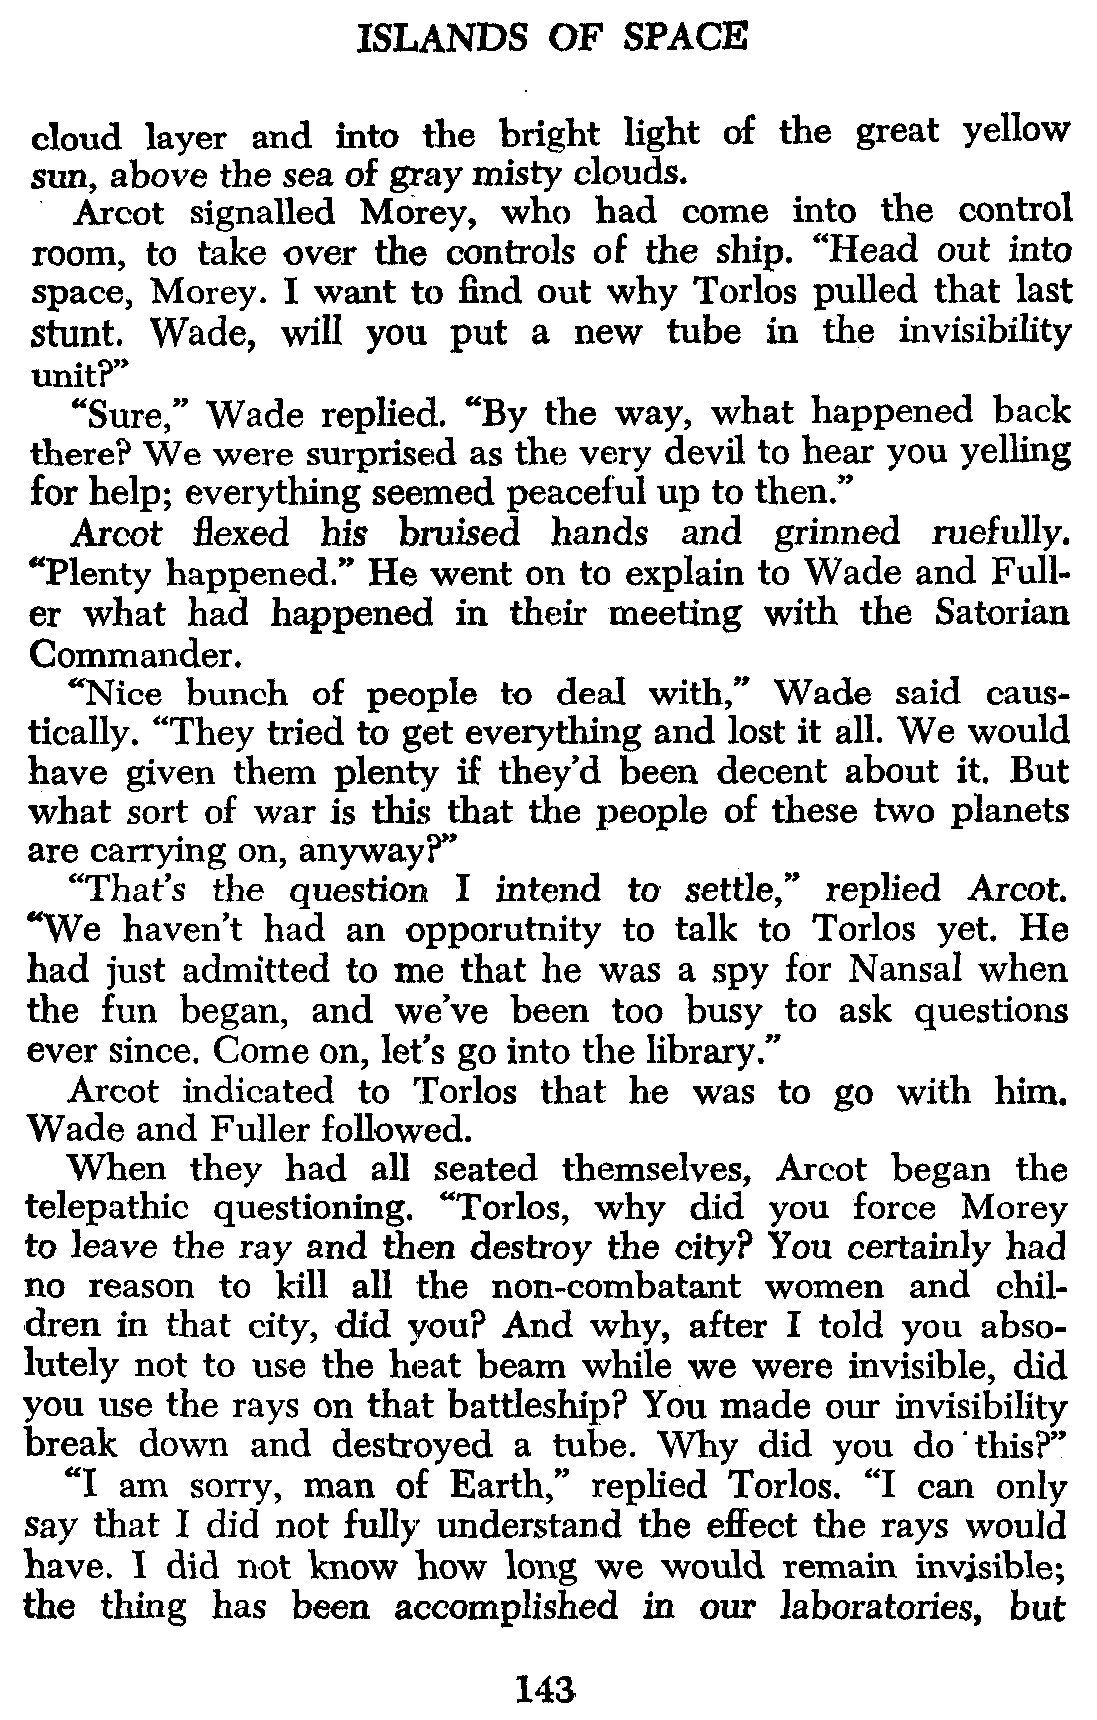 ISLANDS OF SPACE
cloud layer and into the bright light of the great yellow
sun, above the sea of gray misty clouds.
Arcot signalled Morey, who had come into the control
room, to take over the controls of the ship. “Head out into
space, Morey. I want to find out why Torlos pulled that last
stunt. Wade, will you put a new tube in the invisibility
unit?”
“Sure,” Wade replied. “By the way, what happened back
there? We were surprised as the very devil to hear you yelling
for help; everything seemed peaceful up to then.”
Arcot flexed his bruised hands and grinned ruefully.
“Plenty happened.” He went on to explain to Wade and Full-
er what had happened in their meeting with the Satorian
Commander.
“Nice bunch of people to deal with,” Wade said caus-
tically. “They tried to get everything and lost it all. We would
have given them plenty if they’d been decent about it. But
what sort of war is this that the people of these two planets
are carrying on, anyway?”
“That’s the question I intend to settle,” replied Arcot.
“We haven’t had an opporutnity to talk to Torlos yet. He
had just admitted to me that he was a spy for Nansal when
the fun began, and we’ve been too busy to ask questions
ever since. Come on, let’s go into the library.”
Arcot indicated to Torlos that he was to go with him.
Wade and Fuller followed.
When they had all seated themselves, Arcot began the
telepathic questioning. “Torlos, why did you force Morey
to leave the ray and then destroy the city? You certainly had
no reason to kill all the non-combatant women and chil-
dren in that city, did you? And why, after I told you abso-
lutely not to use the heat beam while we were invisible, did
you use the rays on that battleship? You made our invisibility
break down and destroyed a tube. Why did you do this?”
“I am sorry, man of Earth,” replied Torlos. “I can only
say that I did not fully understand the effect the rays would
have. I did not know how long we would remain invisible;
the thing has been accomplished in our laboratories, but
143